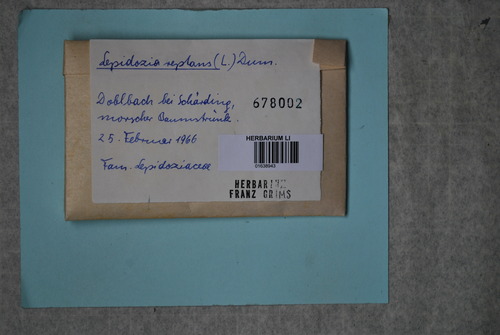 Lepidozia reptans (L.) Dum.
Doblbach bei Schärding,
morscher Baumstrunk.
678002
25. Februar 1966
HERBARIUM LI
01638943
Fam. Lepidoziaceae
HERBARIUM
FRANZ GRIMS